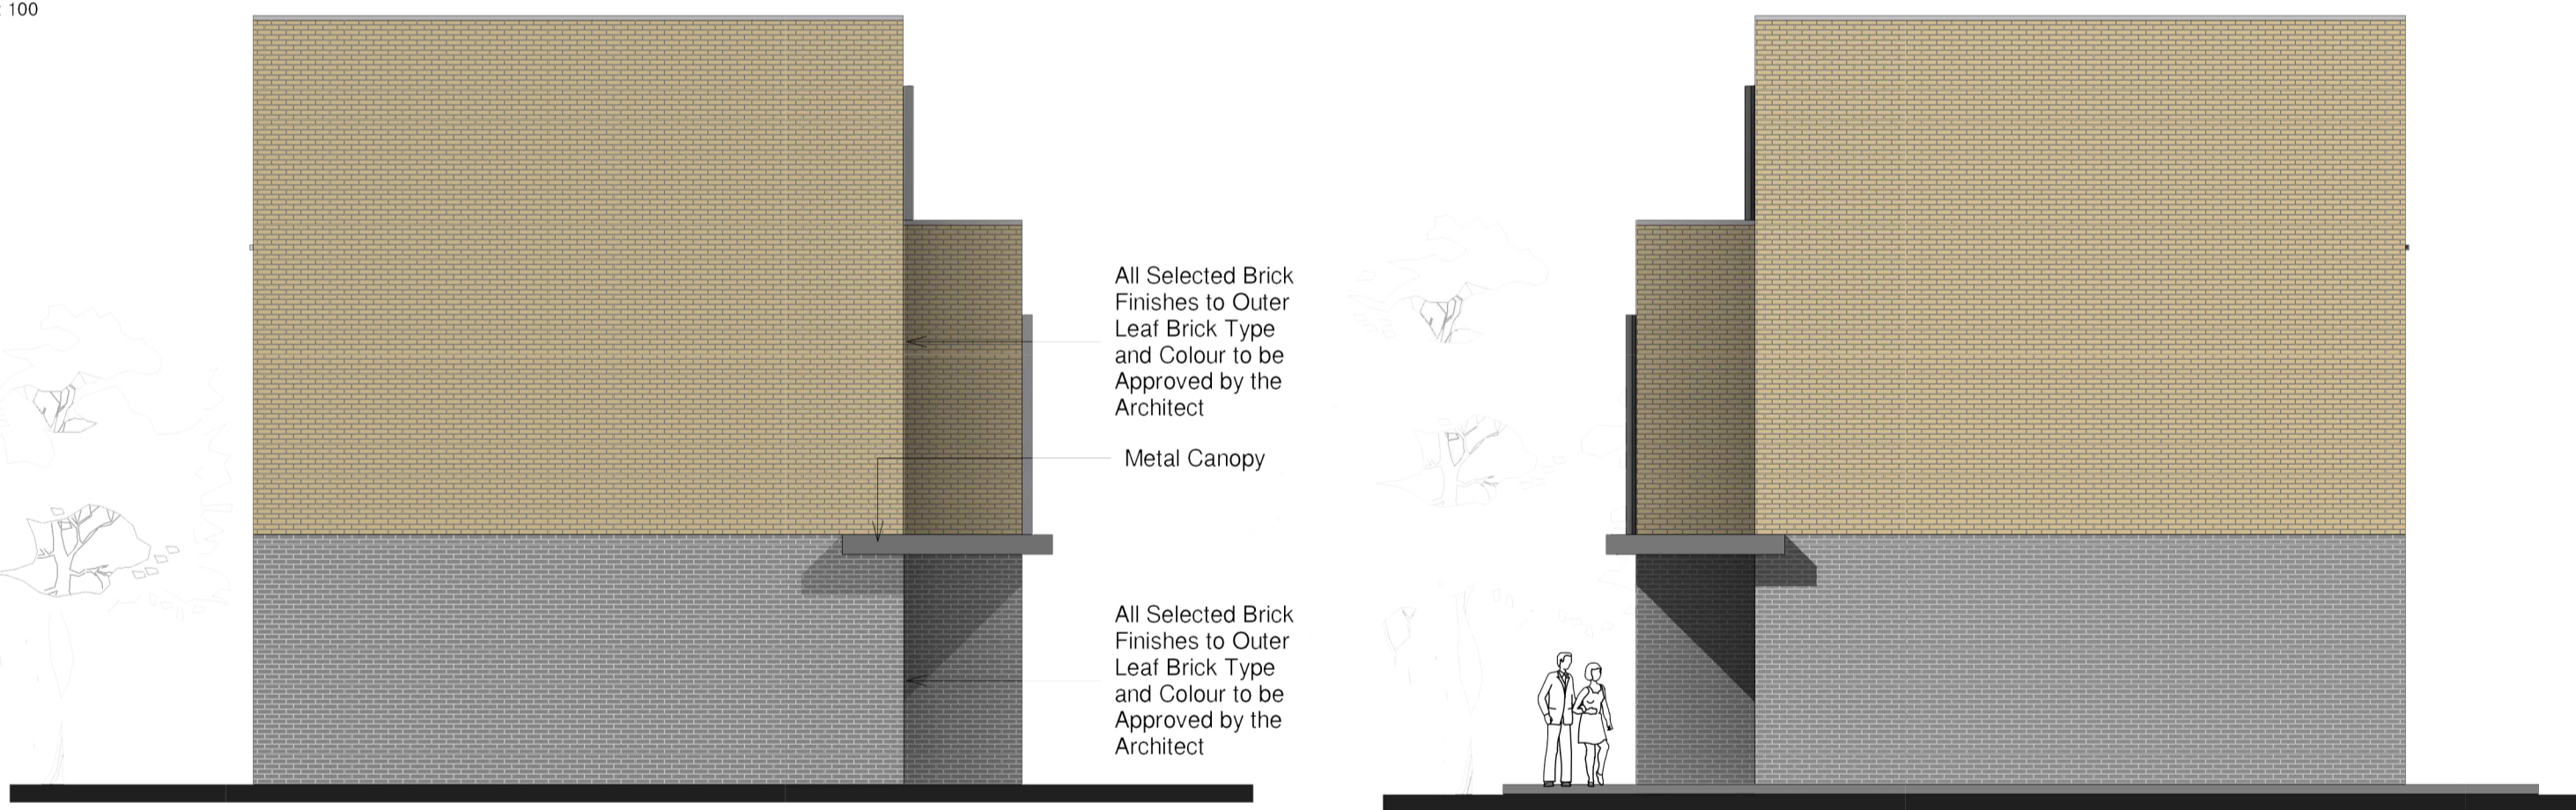 : 100
All Selected Brick
Finishes to Outer
Leaf Brick Type
and Colour to be
Approved by the
Architect
Metal Canopy
All Selected Brick
Finishes to Outer
Leaf Brick Type
and Colour to be
Approved by the
Architect